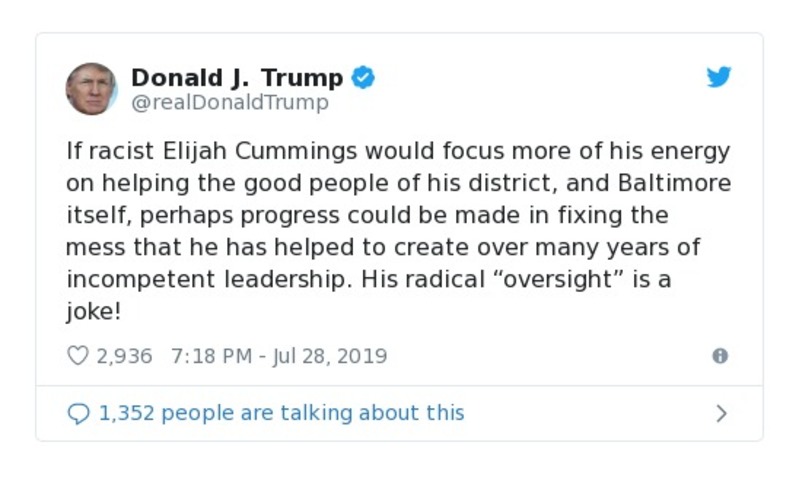 Donald J. Trump
@realDonaldTrump
If racist Elijah Cummings would focus more of his energy
on helping the good people of his district, and Baltimore
itself, perhaps progress could be made in fixing the
mess that he has helped to create over many years of
incompetent leadership. His radical “oversight” is a
joke!
2,936 7:18 PM - Jul 28, 2019
1,352 people are talking about this